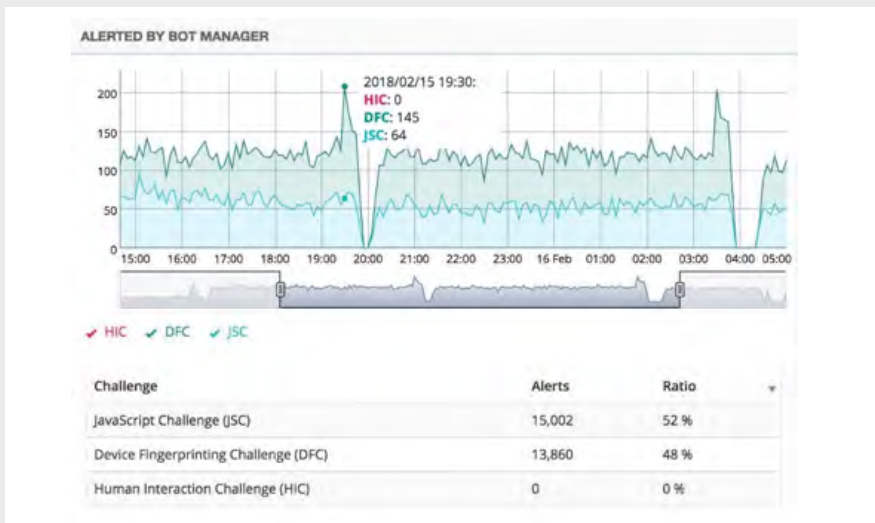 ALERTED BY BOT MANAGER
2018/02/15 19:30:
HIC: 0
DFC: 145
JSC: 64
200
150
100
50
0
15:00 16:00 17:00 18:00 19:00 20:00 21:00 22:00 23:00 16 Feb 01:00 02:00 03:00 04:00 05:00
HIC DFC JSC
Challenge Alerts Ratio
JavaScript Challenge (JSC) 15,002 52 %
Device Fingerprinting Challenge (DFC) 13,860 48 %
Human Interaction Challenge (HIC) 0 0 %